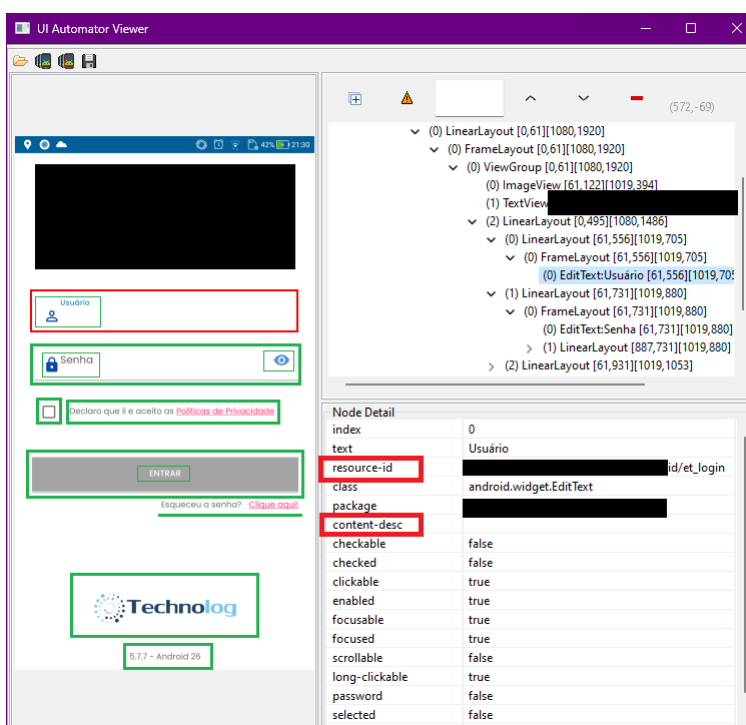 UI Automator Viewer
(572,-69)
42% 21:30
Usuário
Senha
Declaro que li e aceito as Políticas de Privacidade
ENTRAR
Esqueceu a senha? Clique aqui!
Technolog
5.7.7 - Android 26
(0) LinearLayout [0,61][1080,1920]
(0) FrameLayout [0,61][1080,1920]
(0) ViewGroup [0,61][1080,1920]
(0) ImageView [61,122][1019,394]
(1) TextView
(2) LinearLayout [0,495][1080,1486]
(0) LinearLayout [61,556][1019,705]
(0) FrameLayout [61,556][1019,705]
(0) EditText:Usuário [61,556][1019,705
(1) LinearLayout [61,731][1019,880]
(0) FrameLayout [61,731][1019,880]
(0) EditText:Senha [61,731][1019,880]
(1) LinearLayout [887,731][1019,880]
(2) LinearLayout [61,931][1019,1053]
Node Detail
index 0
text Usuário
resource-id id/et_login
class android.widget.EditText
package
content-desc
checkable false
checked false
clickable true
enabled true
focusable true
focused true
scrollable false
long-clickable true
password false
selected false